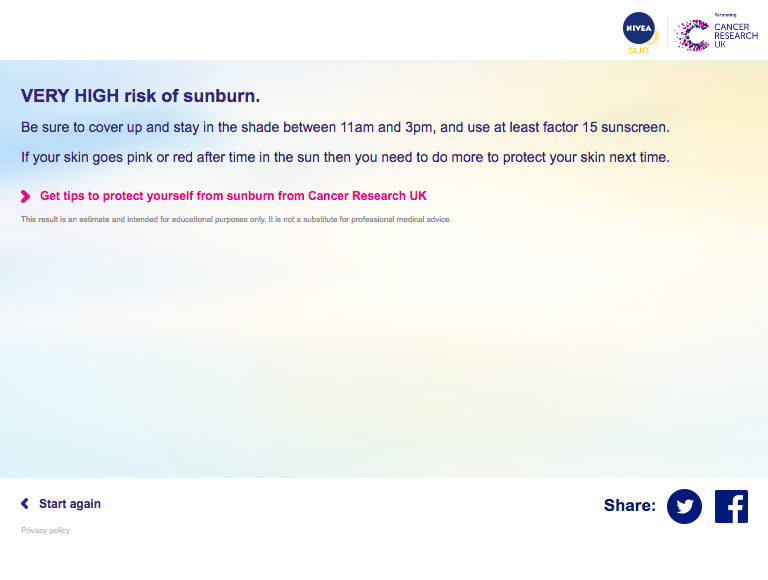 NIVEA
sun
Partnering
CANCER
RESEARCH
UK
VERY HIGH risk of sunburn.
Be sure to cover up and stay in the shade between 11am and 3pm, and use at least factor 15 sunscreen.
If your skin goes pink or red after time in the sun then you need to do more to protect your skin next time.
Get tips to protect yourself from sunburn from Cancer Research UK
This result is an estimate and intended for educational purposes only. It is not a substitute for professional medical advice.
Start again
Share:
Privacy policy